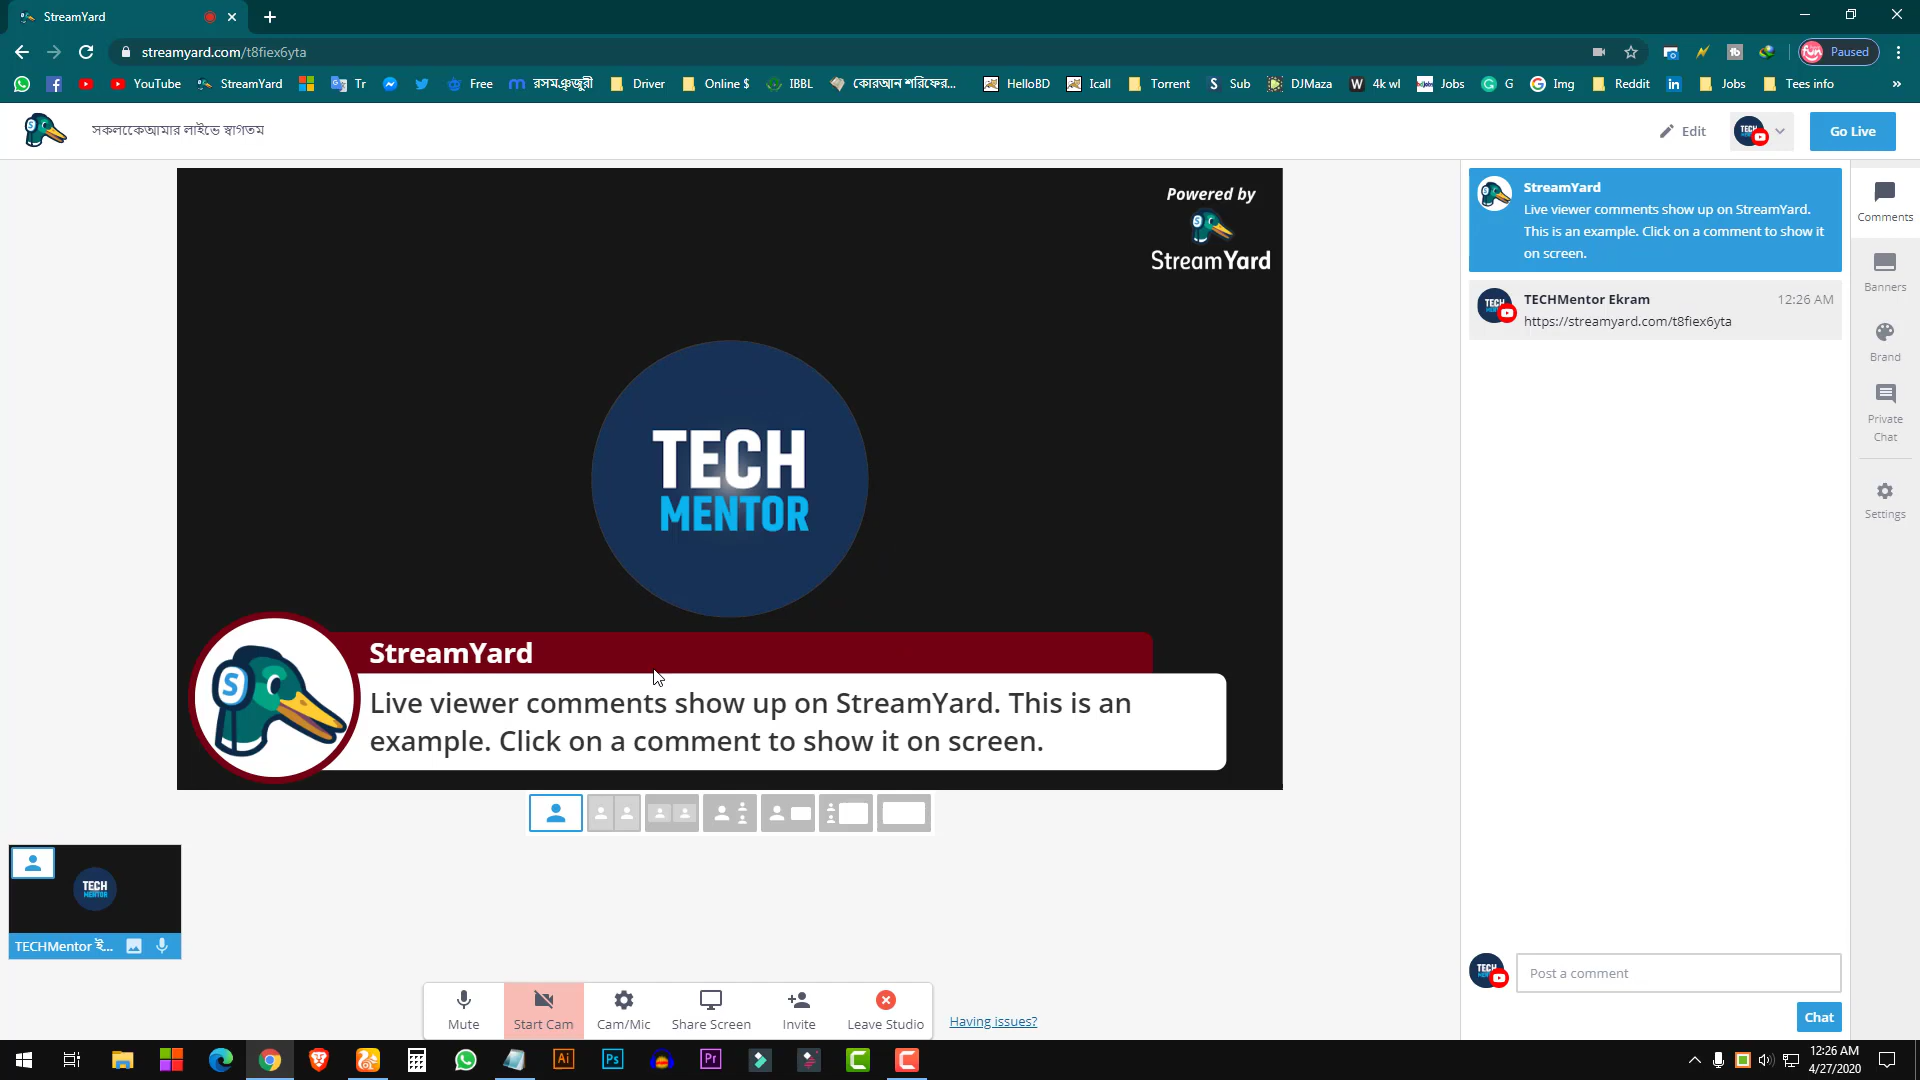 StreamYard
streamyard.com/t8fiex6yta
Paused
YouTube
StreamYard
Tr
Free
রসমঞ্জুরী
Driver
Online $
IBBL
কোরআন শরিফের...
HelloBD
Icall
Torrent
Sub
DJMaza
4k wl
Jobs
G
Img
Reddit
Jobs
Tees info
সকলকেআমার লাইভে স্বাগতম
Edit
Go Live
Powered by
StreamYard
TECH
MENTOR
StreamYard
Live viewer comments show up on StreamYard. This is an
example. Click on a comment to show it on screen.
StreamYard
Live viewer comments show up on StreamYard.
This is an example. Click on a comment to show it
on screen.
TECHMentor Ekram
12:26 AM
https://streamyard.com/t8fiex6yta
Comments
Banners
Brand
Private
Chat
Settings
TECH
MENTOR
TECHMentor ই...
Post a comment
Chat
Mute
Start Cam
Cam/Mic
Share Screen
Invite
Leave Studio
Having issues?
12:26 AM
4/27/2020